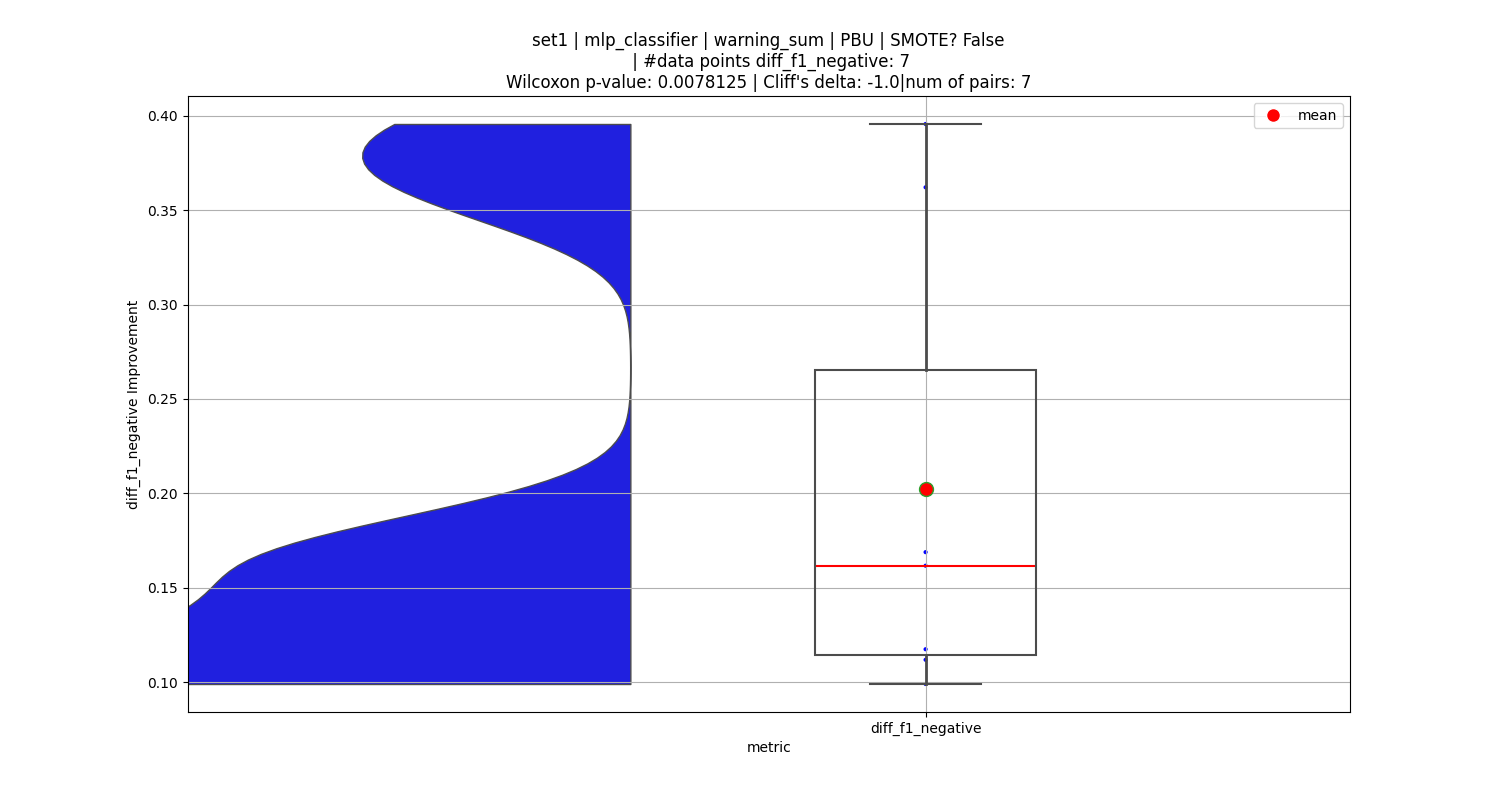 set1 | mlp_classifier | warning_sum | PBU | SMOTE? False
| #data points diff_f1_negative: 7
Wilcoxon p-value: 0.0078125 | Cliff's delta: -1.0|num of pairs: 7
mean
0.40
0.35
0.30
0.25
0.20
0.15
0.10
diff_f1_negative Improvement
diff_f1_negative
metric